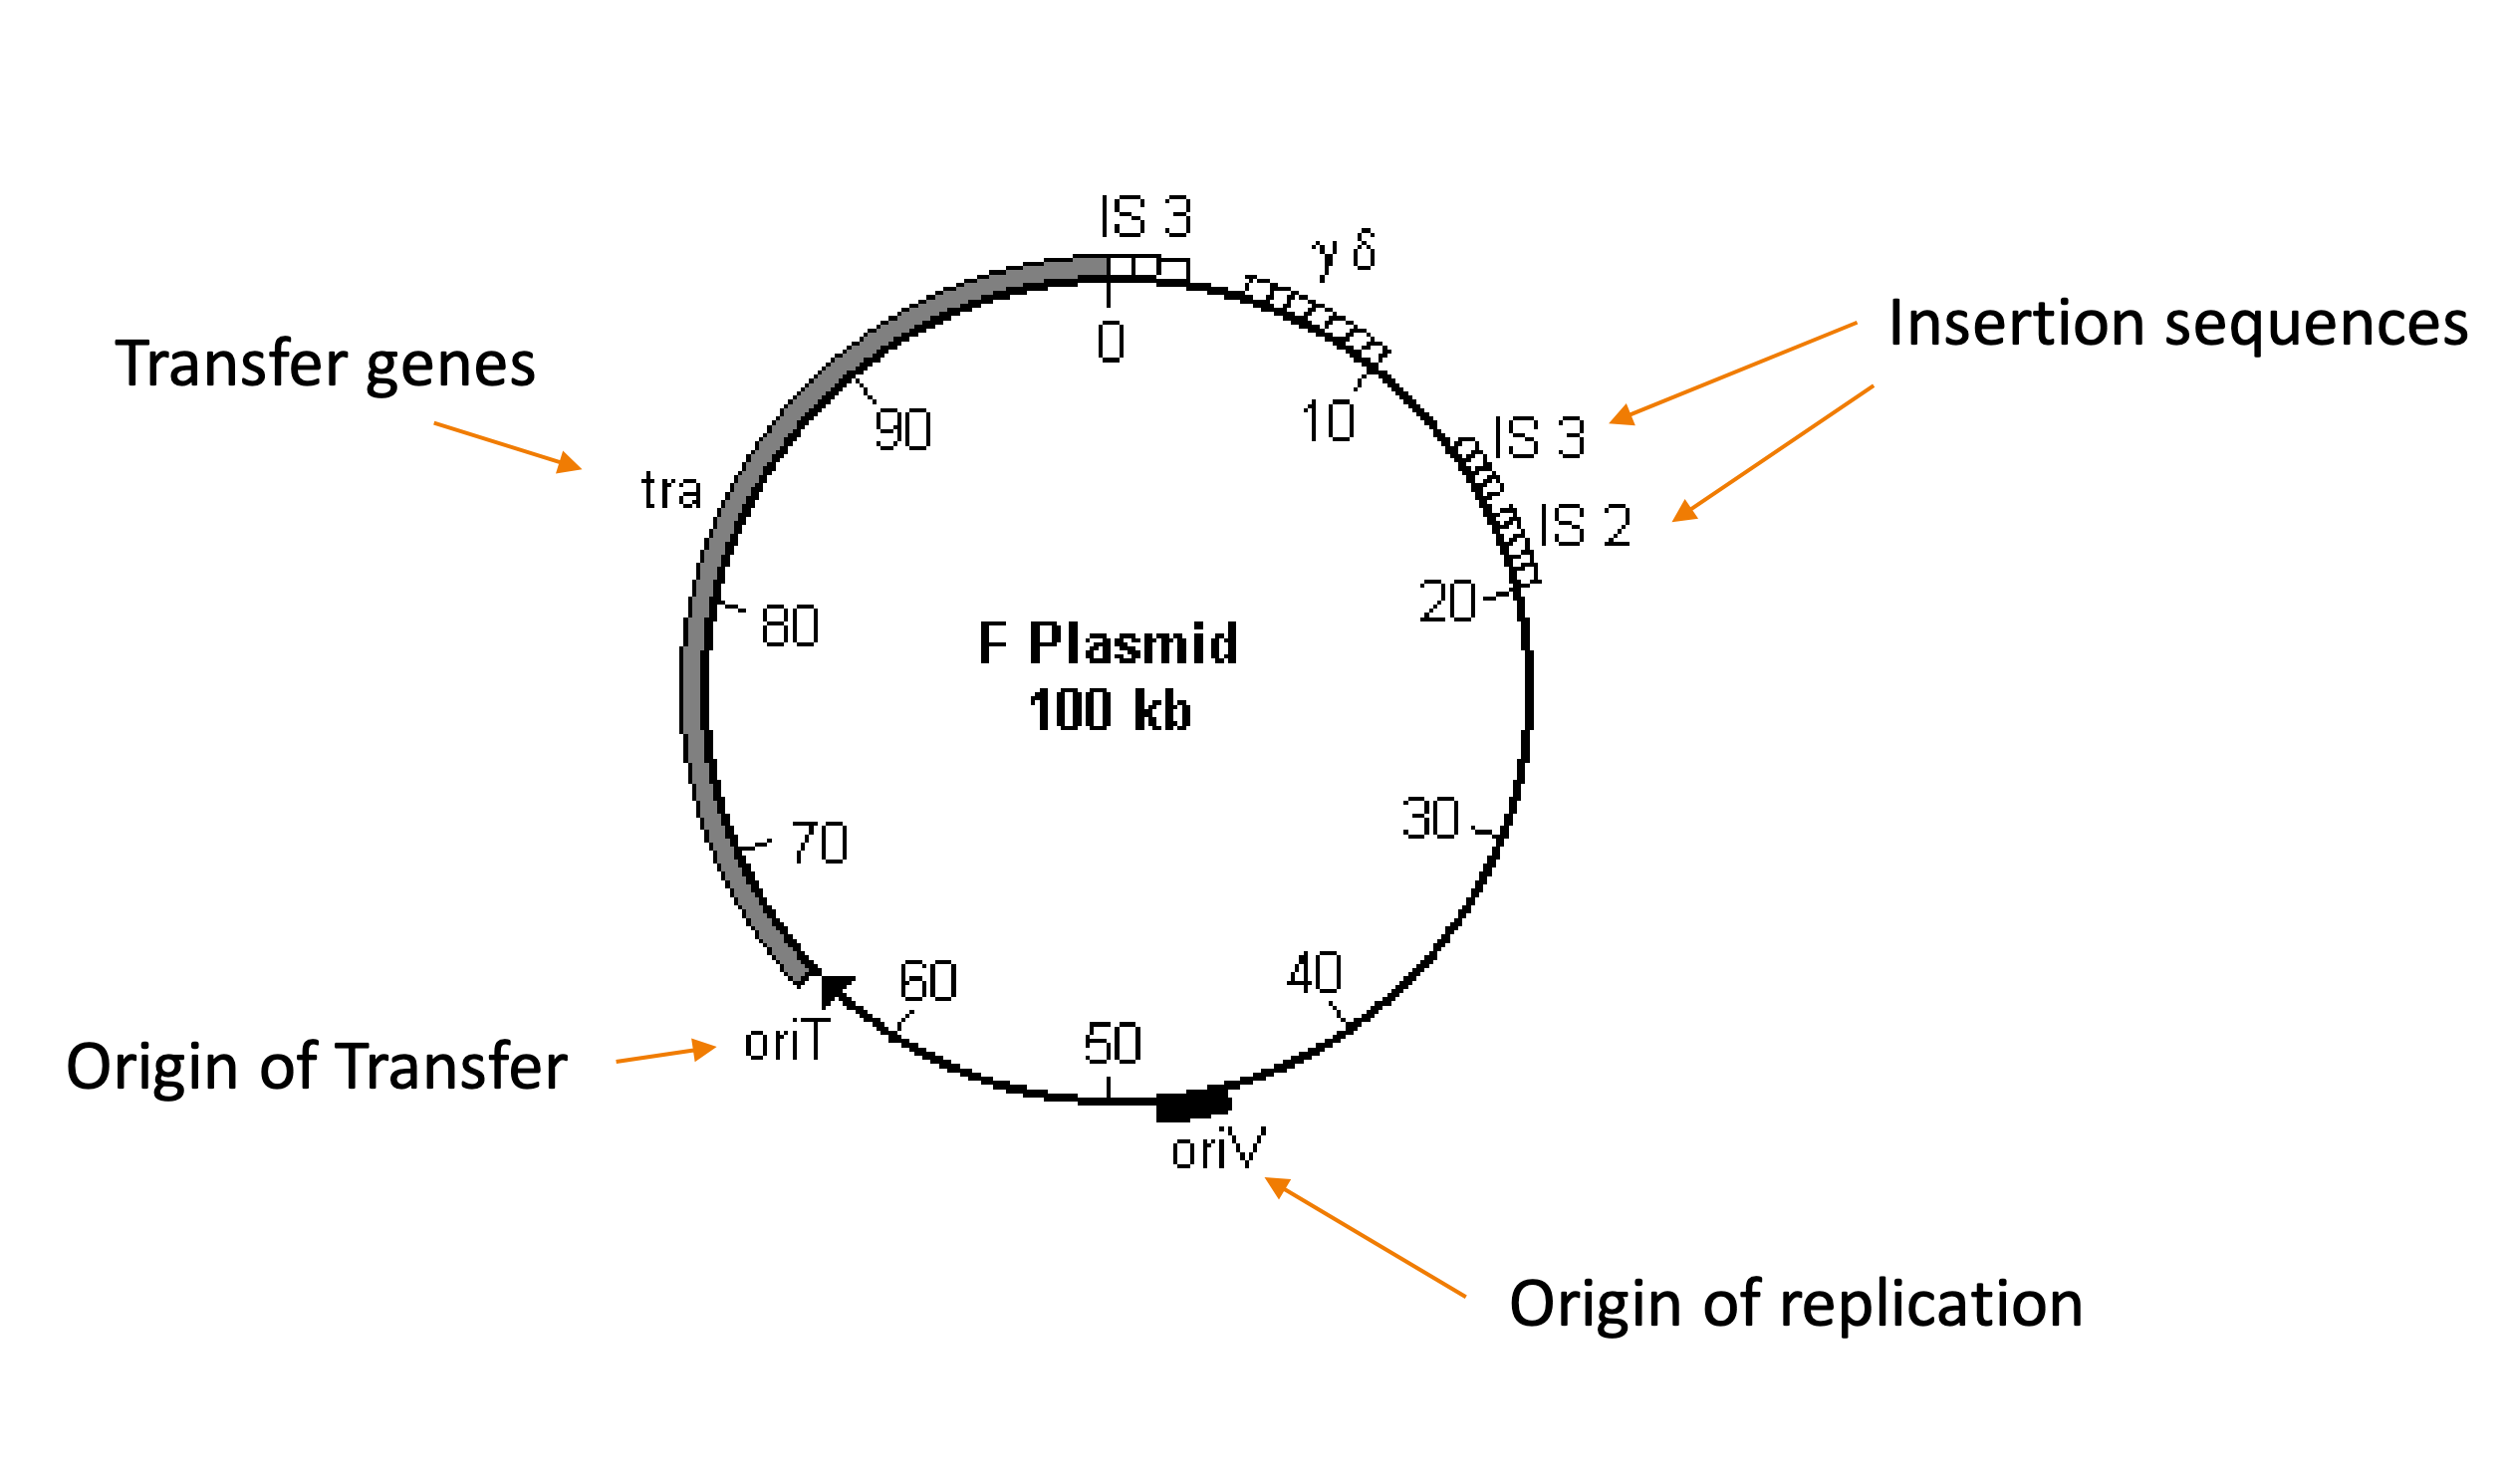 IS 3
γ δ
Insertion sequences
Transfer genes
0
10
90
IS 3
tra
IS 2
20
80
F Plasmid
100 kb
30
70
40
60
50
oriT
Origin of Transfer
oriV
Origin of replication